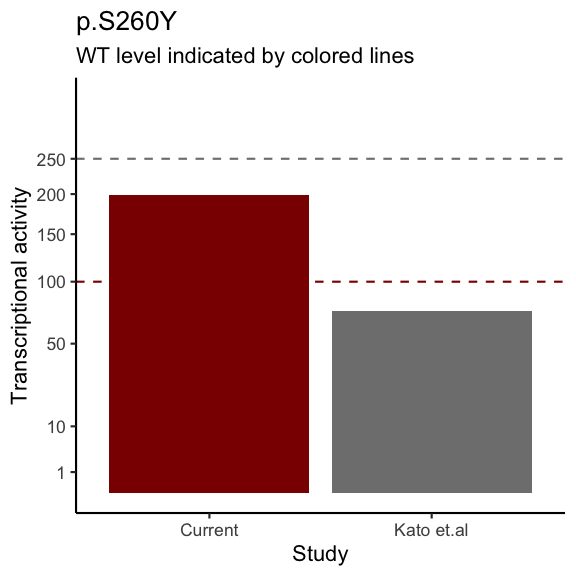 p.S260Y
WT level indicated by colored lines
Transcriptional activity
250
200
150
100
50
10
1
Current Kato et.al
Study